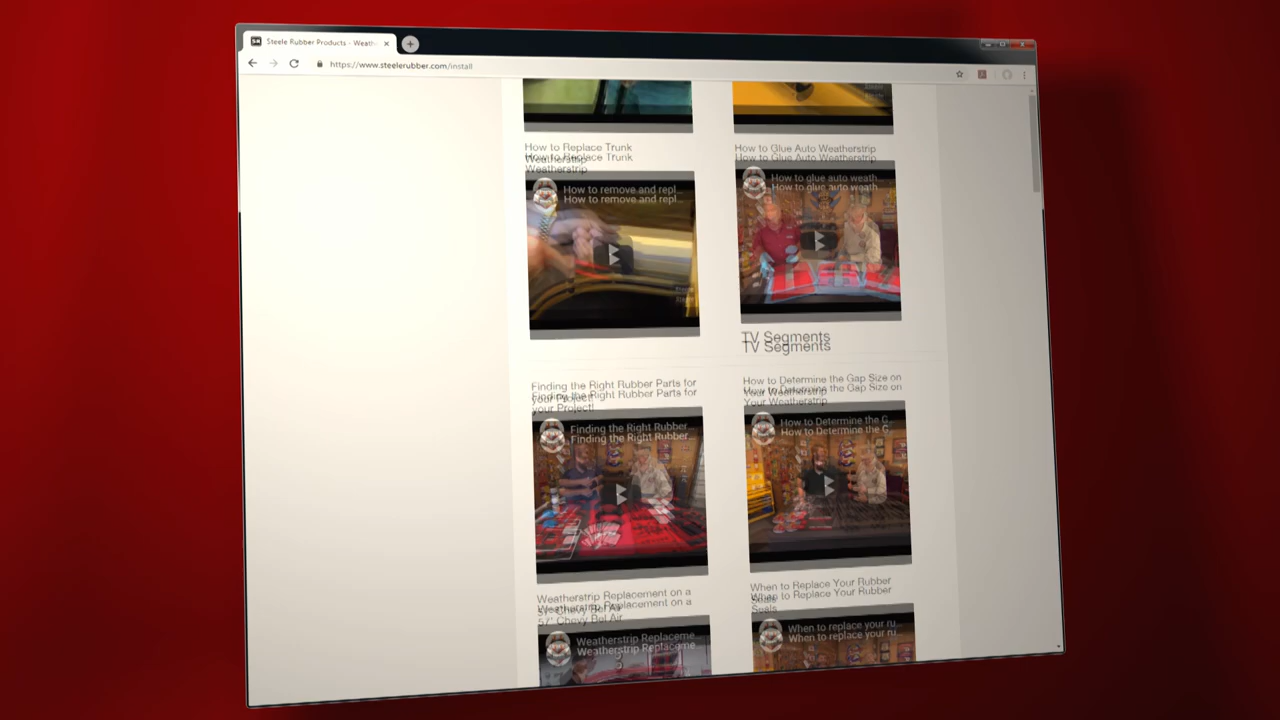 Steele Rubber Products - Weath
https://www.steelerubber.com/install
How to Replace Trunk
Weatherstrip
How to Glue Auto Weatherstrip
How to remove and repl...
How to glue auto weath...
TV Segments
Finding the Right Rubber Parts for
your Project!
How to Determine the Gap Size on
Your Weatherstrip
Finding the Right Rubber...
How to Determine the G...
Weatherstrip Replacement on a
57' Chevy Bel Air
When to Replace Your Rubber
Seals
Weatherstrip Replaceme...
When to replace your ru...